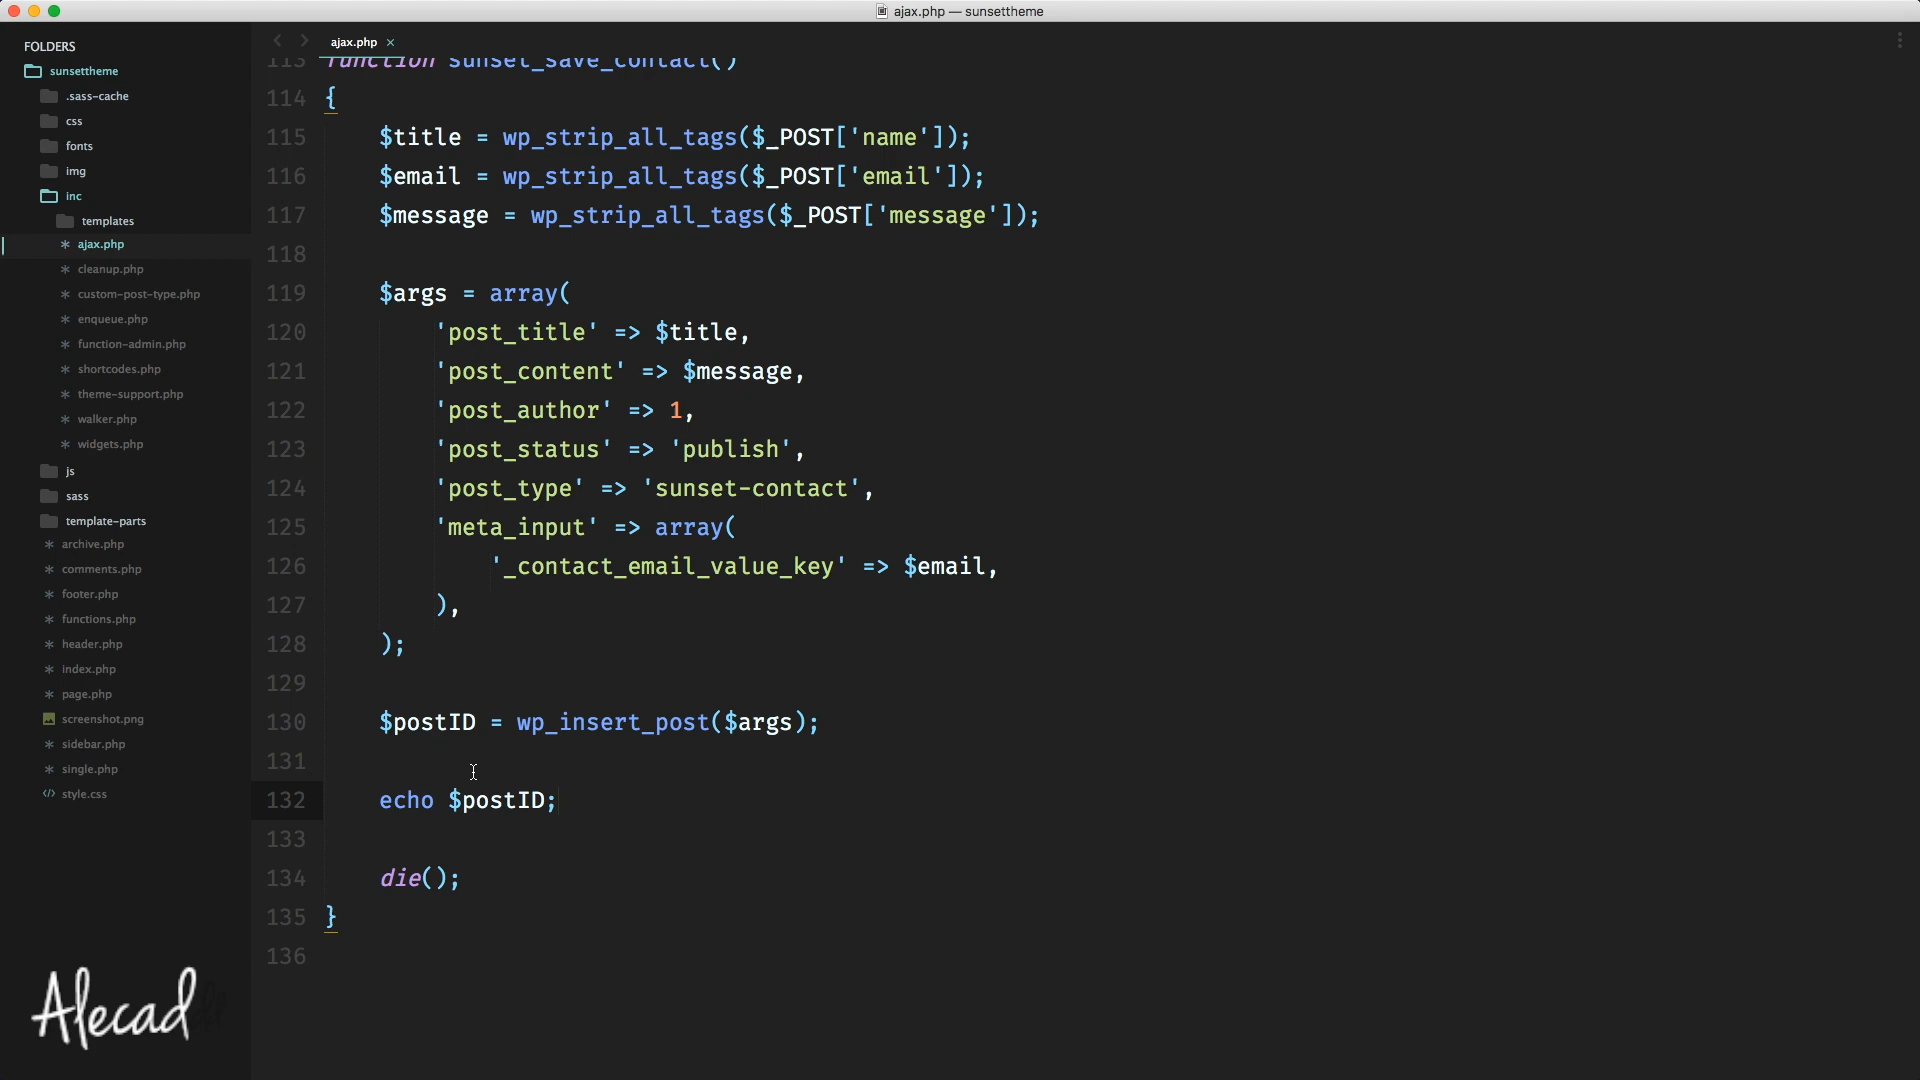 ajax.php — sunsettheme
FOLDERS
sunsettheme
.sass-cache
css
fonts
img
inc
templates
ajax.php
cleanup.php
custom-post-type.php
enqueue.php
function-admin.php
shortcodes.php
theme-support.php
walker.php
widgets.php
js
sass
template-parts
archive.php
comments.php
footer.php
functions.php
header.php
index.php
page.php
screenshot.png
sidebar.php
single.php
style.css
Alecad
ajax.php ×
113 function sunset_save_contact()
114 {
115 $title = wp_strip_all_tags($_POST['name']);
116 $email = wp_strip_all_tags($_POST['email']);
117 $message = wp_strip_all_tags($_POST['message']);
118
119 $args = array(
120 'post_title' => $title,
121 'post_content' => $message,
122 'post_author' => 1,
123 'post_status' => 'publish',
124 'post_type' => 'sunset-contact',
125 'meta_input' => array(
126 '_contact_email_value_key' => $email,
127 ),
128 );
129
130 $postID = wp_insert_post($args);
131
132 echo $postID;
133
134 die();
135 }
136